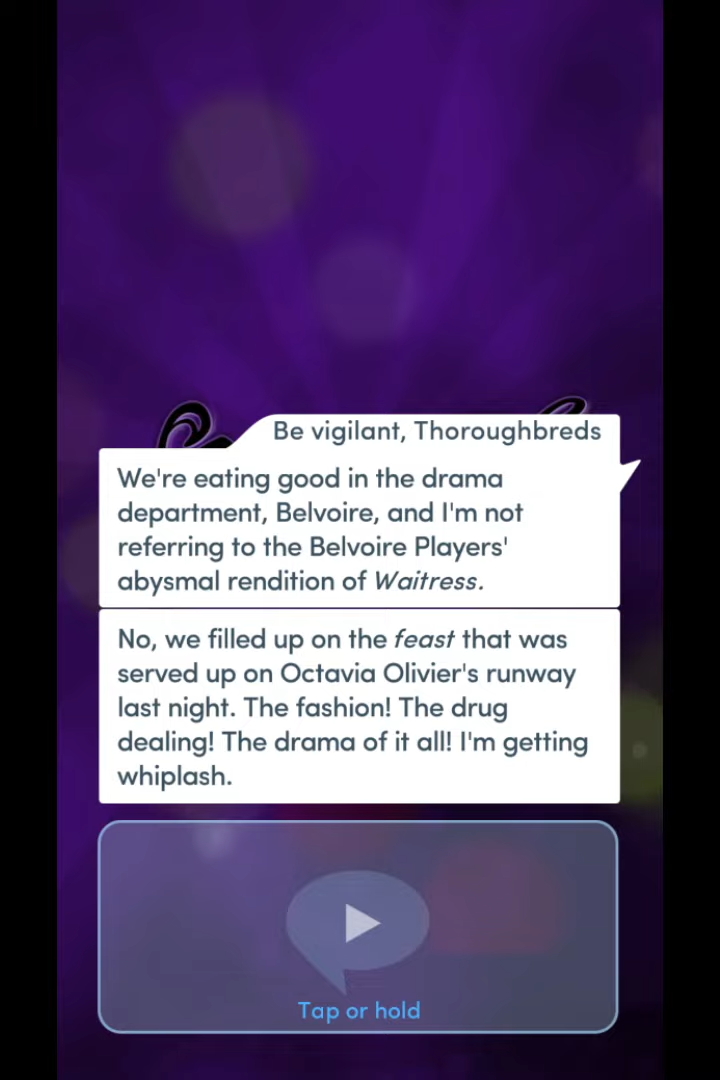 Be vigilant, Thoroughbreds
We're eating good in the drama
department, Belvoire, and I'm not
referring to the Belvoire Players'
abysmal rendition of Waitress.
No, we filled up on the feast that was
served up on Octavia Olivier's runway
last night. The fashion! The drug
dealing! The drama of it all! I'm getting
whiplash.
Tap or hold